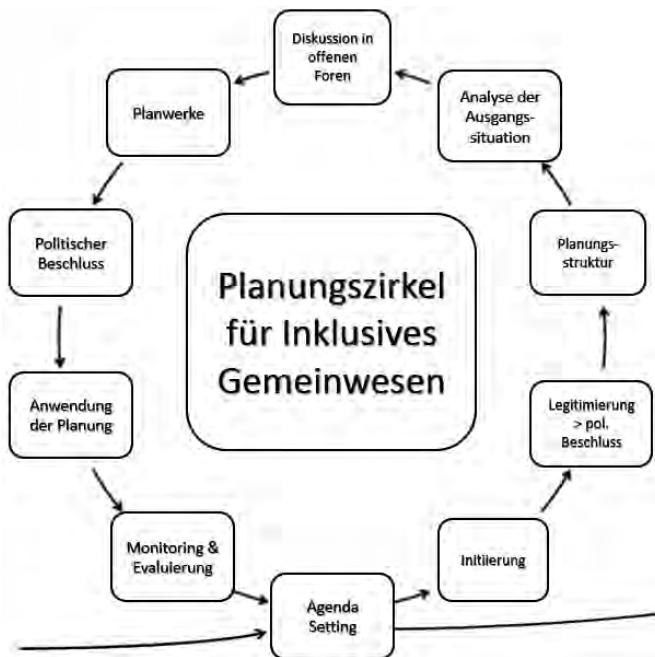 Diskussion in
offenen
Foren
Planwerke
Analyse der
Ausgangs-
situation
Politischer
Beschluss
Planungszirkel
für Inklusives
Gemeinwesen
Planungs-
struktur
Anwendung
der Planung
Legitimierung
> pol.
Beschluss
Monitoring &
Evaluierung
Initiierung
Agenda
Setting